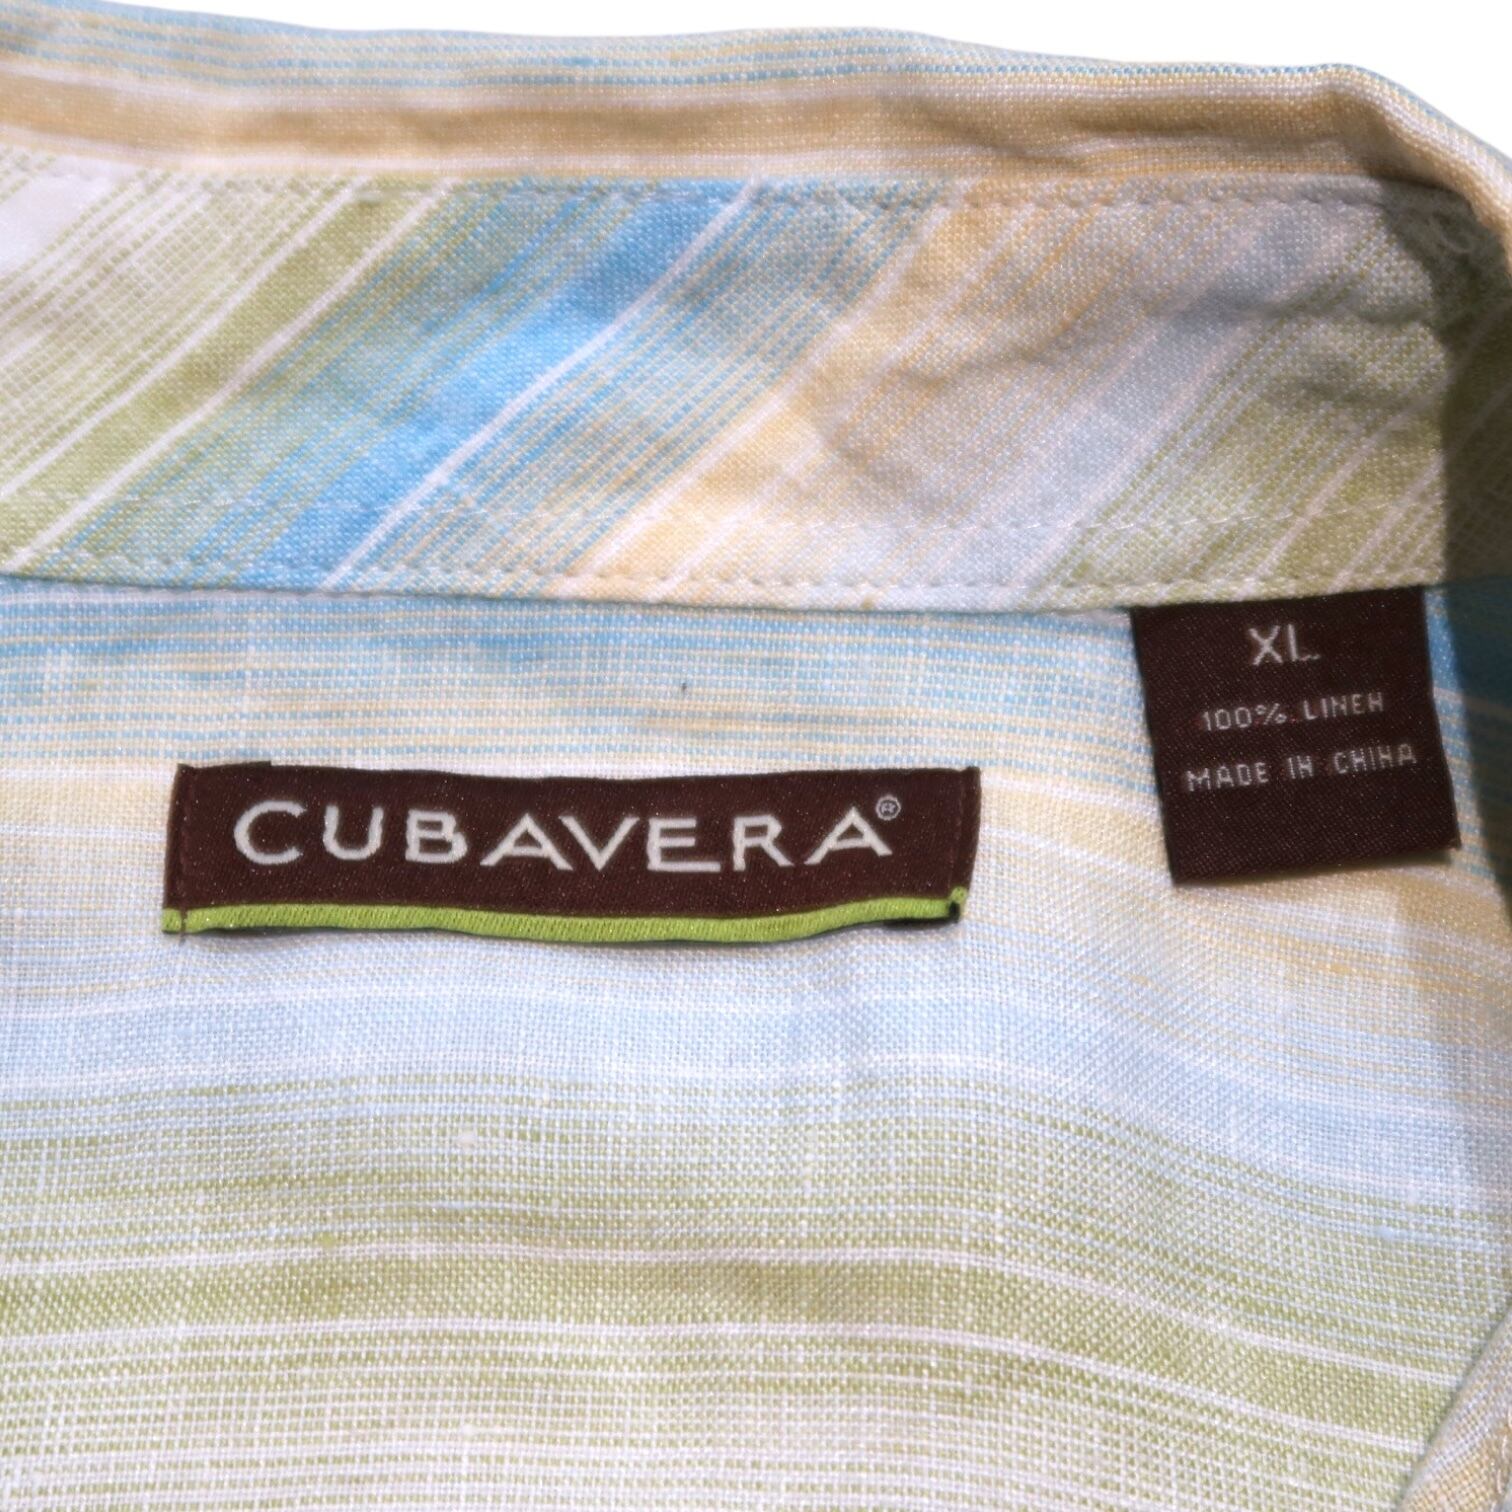 XL
100% LINEN
MADE IN CHINA
CUBAVERA®